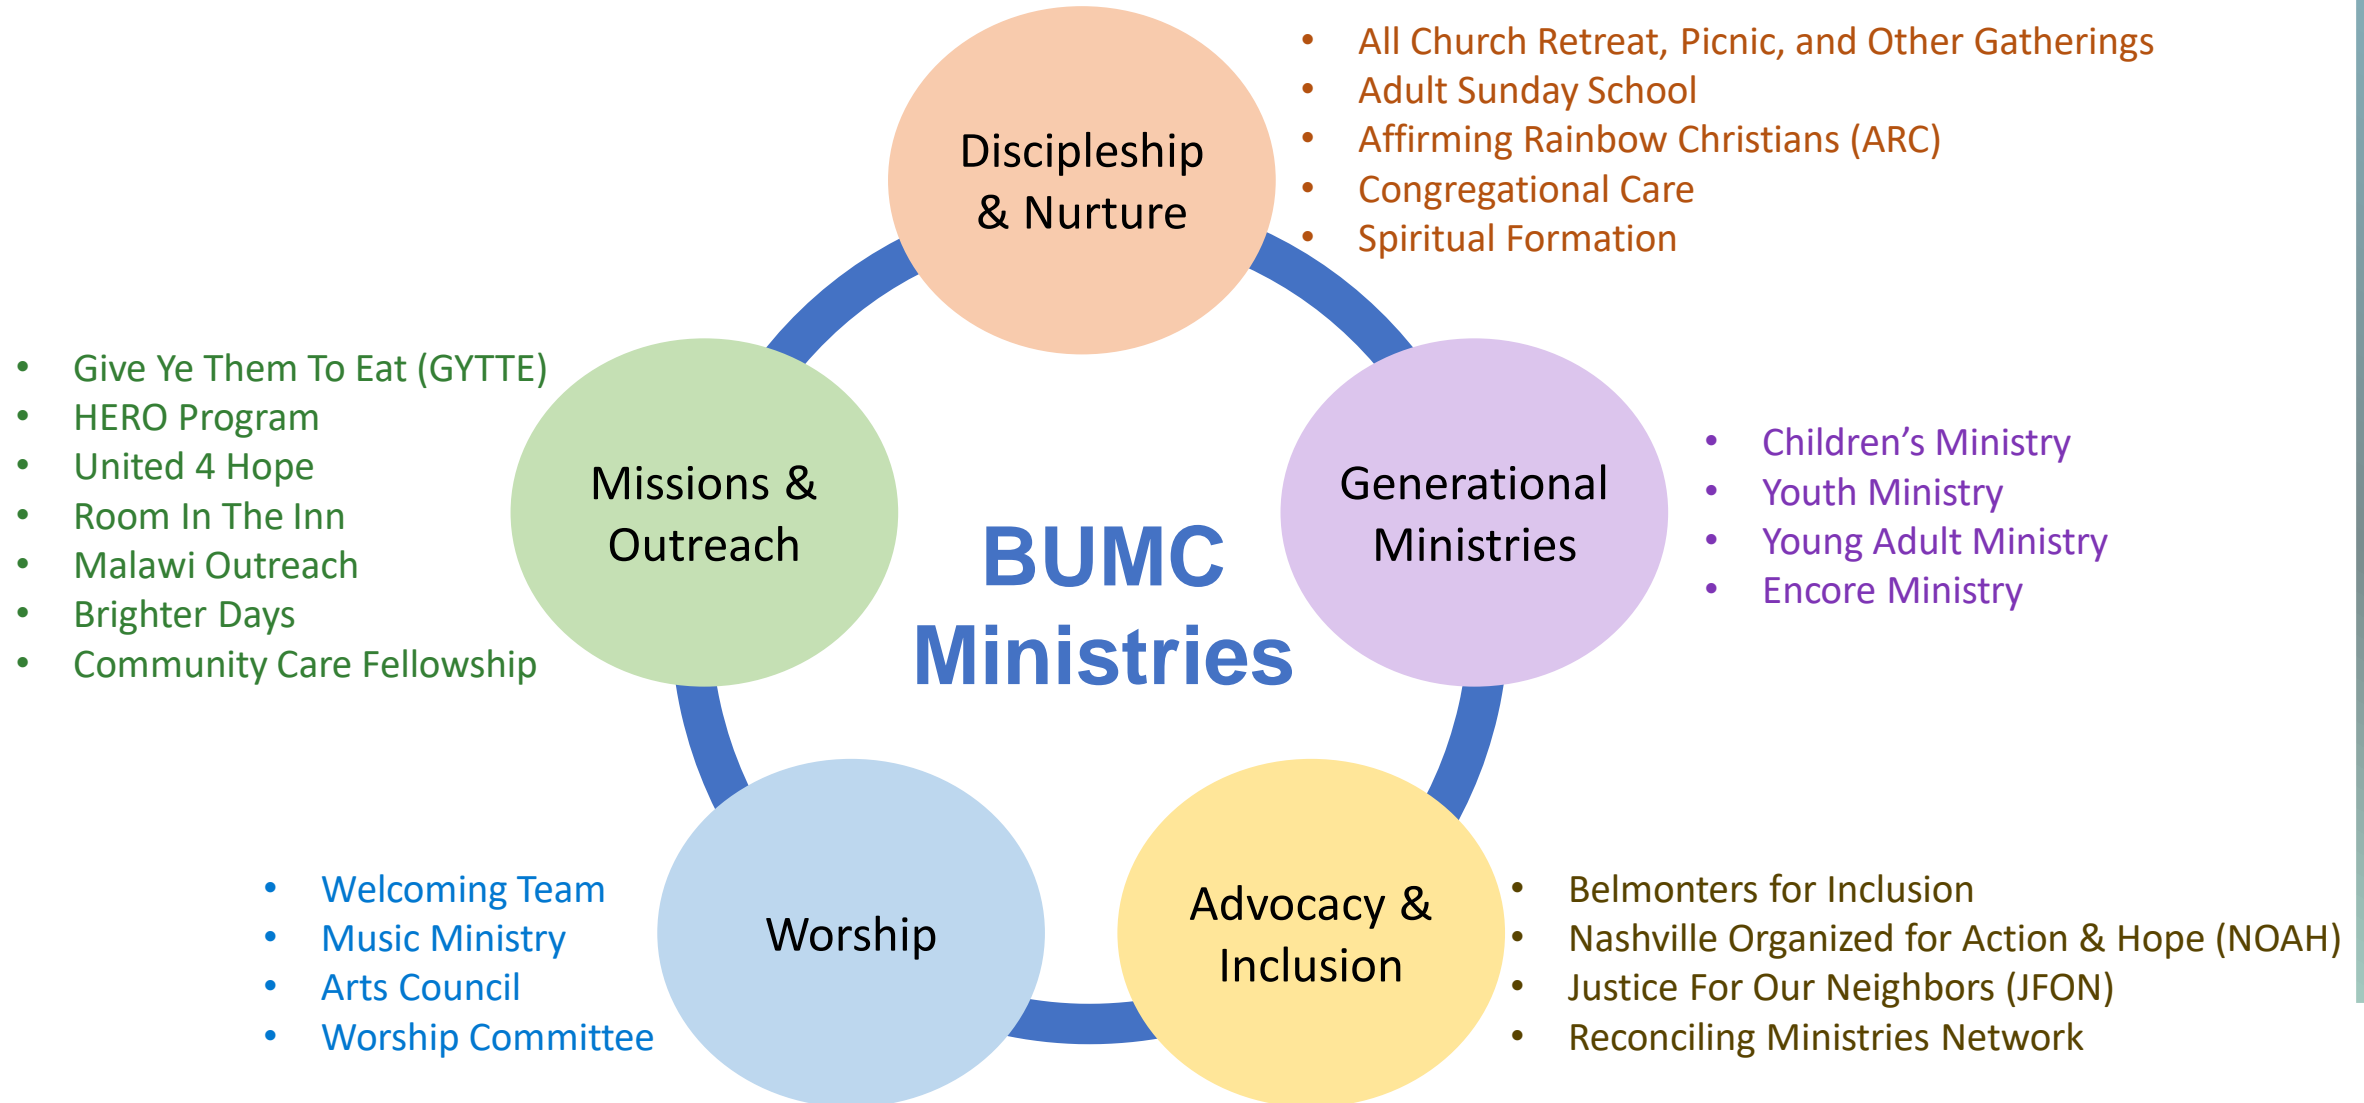 Discipleship
& Nurture
• All Church Retreat, Picnic, and Other Gatherings
• Adult Sunday School
• Affirming Rainbow Christians (ARC)
• Congregational Care
• Spiritual Formation
• Give Ye Them To Eat (GYTTE)
• HERO Program
• United 4 Hope
• Room In The Inn
• Malawi Outreach
• Brighter Days
• Community Care Fellowship
Missions &
Outreach
BUMC
Ministries
Generational
Ministries
• Children’s Ministry
• Youth Ministry
• Young Adult Ministry
• Encore Ministry
• Welcoming Team
• Music Ministry
• Arts Council
• Worship Committee
Worship
Advocacy &
Inclusion
• Belmonters for Inclusion
• Nashville Organized for Action & Hope (NOAH)
• Justice For Our Neighbors (JFON)
• Reconciling Ministries Network